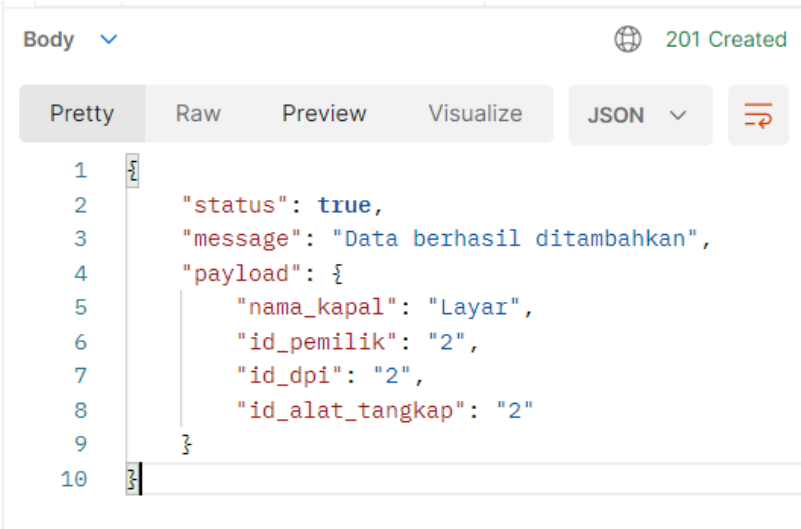 Body 201 Created
Pretty Raw Preview Visualize JSON
1 {
2 "status": true,
3 "message": "Data berhasil ditambahkan",
4 "payload": {
5 "nama_kapal": "Layar",
6 "id_pemilik": "2",
7 "id_dpi": "2",
8 "id_alat_tangkap": "2"
9 }
10 }